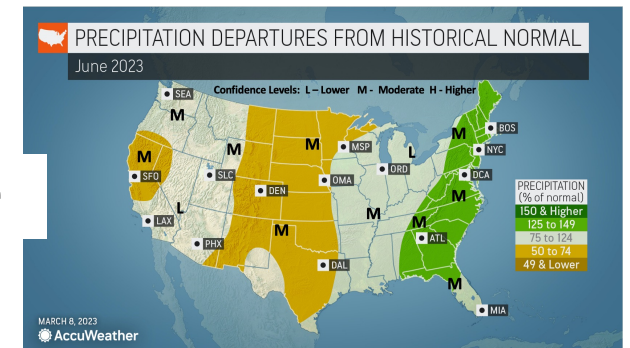 PRECIPITATION DEPARTURES FROM HISTORICAL NORMAL
June 2023
Confidence Levels: L – Lower M - Moderate H - Higher
SEA
M
M
BOS
M
M
M
MSP
L
NYC
SFO
SLC
ORD
DCA
OMA
DEN
M
L
M
PRECIPITATION
(% of normal)
150 & Higher
125 to 149
75 to 124
50 to 74
49 & Lower
LAX
M
M
ATL
PHX
DAL
M
MIA
MARCH 8, 2023
AccuWeather